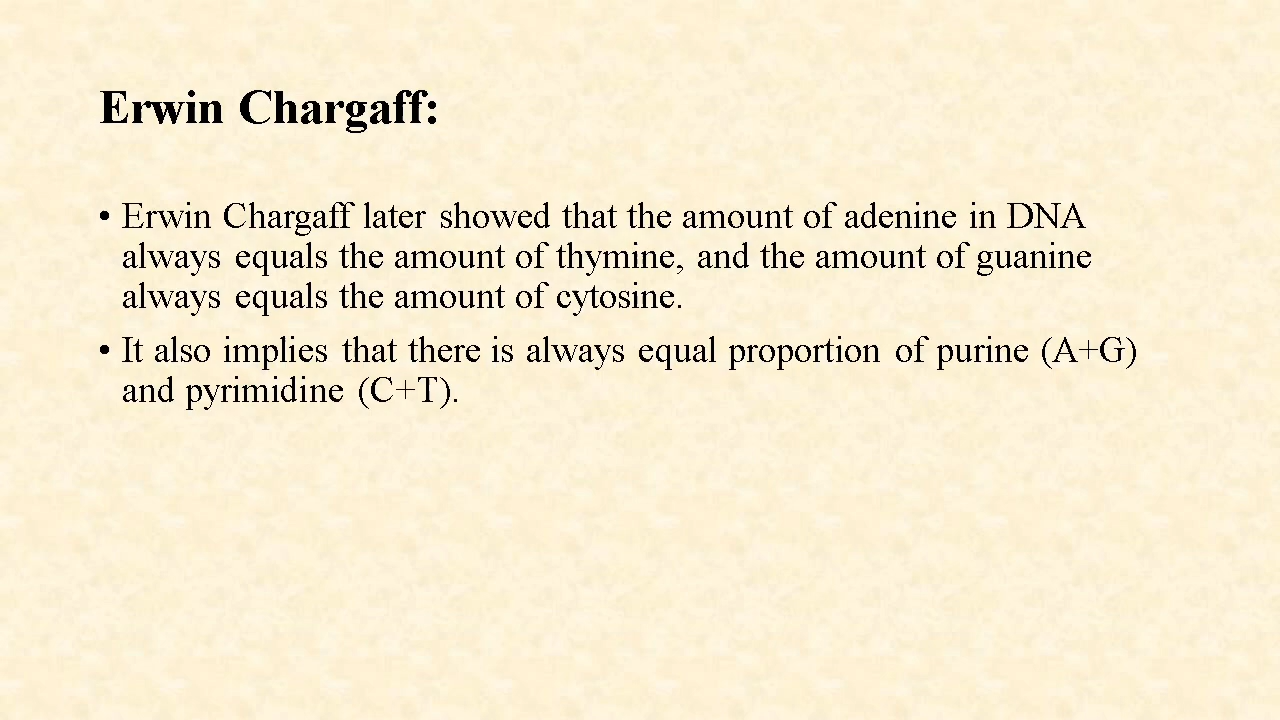 Erwin Chargaff:
• Erwin Chargaff later showed that the amount of adenine in DNA
always equals the amount of thymine, and the amount of guanine
always equals the amount of cytosine.
• It also implies that there is always equal proportion of purine (A+G)
and pyrimidine (C+T).